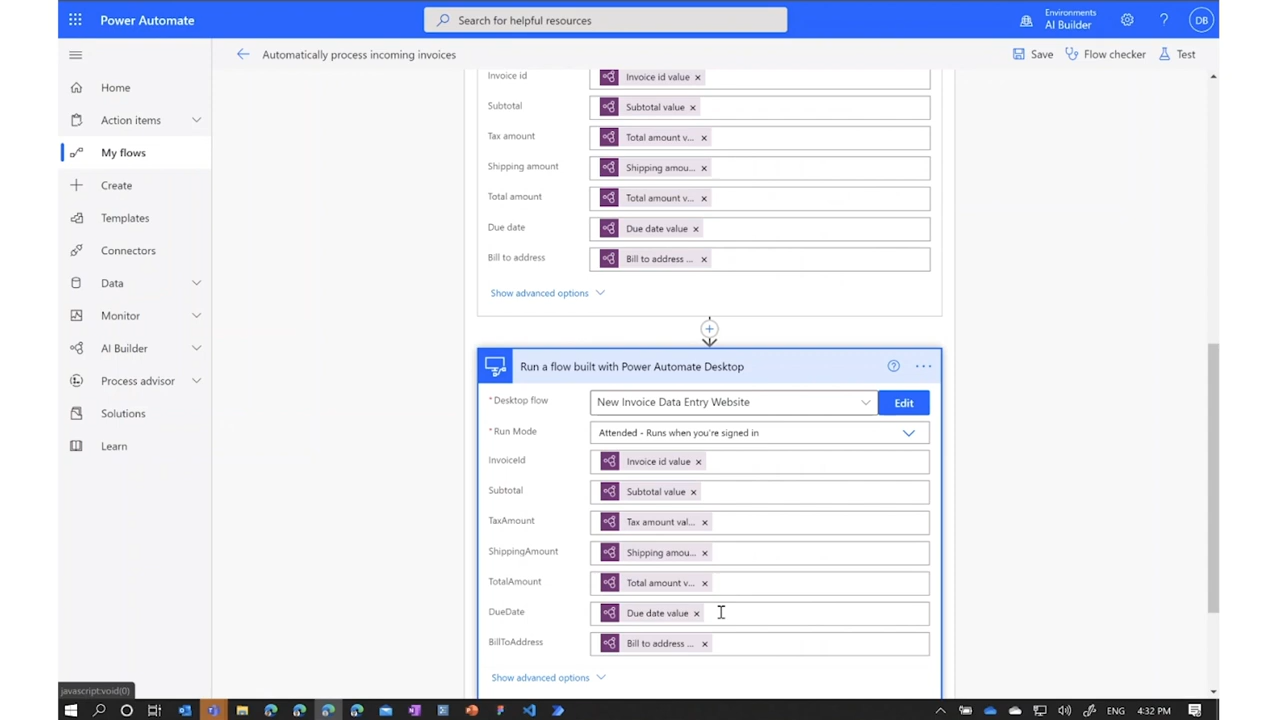 Power Automate
Search for helpful resources
Environments
AI Builder
DB
Automatically process incoming invoices
Save
Flow checker
Test
Home
Action items
My flows
Create
Templates
Connectors
Data
Monitor
AI Builder
Process advisor
Solutions
Learn
Invoice id
Invoice id value ×
Subtotal
Subtotal value ×
Tax amount
Total amount v... ×
Shipping amount
Shipping amou... ×
Total amount
Total amount v... ×
Due date
Due date value ×
Bill to address
Bill to address ... ×
Show advanced options
Run a flow built with Power Automate Desktop
* Desktop flow
New Invoice Data Entry Website
Edit
* Run Mode
Attended - Runs when you're signed in
InvoiceId
Invoice id value ×
Subtotal
Subtotal value ×
TaxAmount
Tax amount val... ×
ShippingAmount
Shipping amou... ×
TotalAmount
Total amount v... ×
DueDate
Due date value ×
BillToAddress
Bill to address ... ×
Show advanced options
javascript:void(0)
ENG
4:32 PM